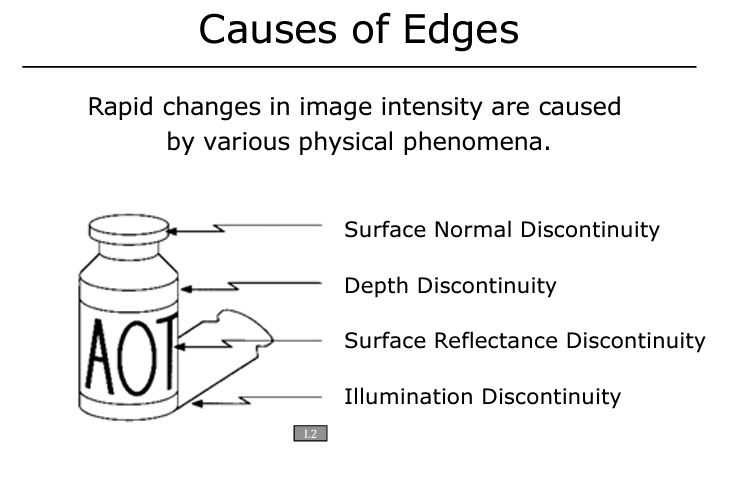 Causes of Edges
Rapid changes in image intensity are caused
by various physical phenomena.
Surface Normal Discontinuity
Depth Discontinuity
Surface Reflectance Discontinuity
AOT
Illumination Discontinuity
I.2